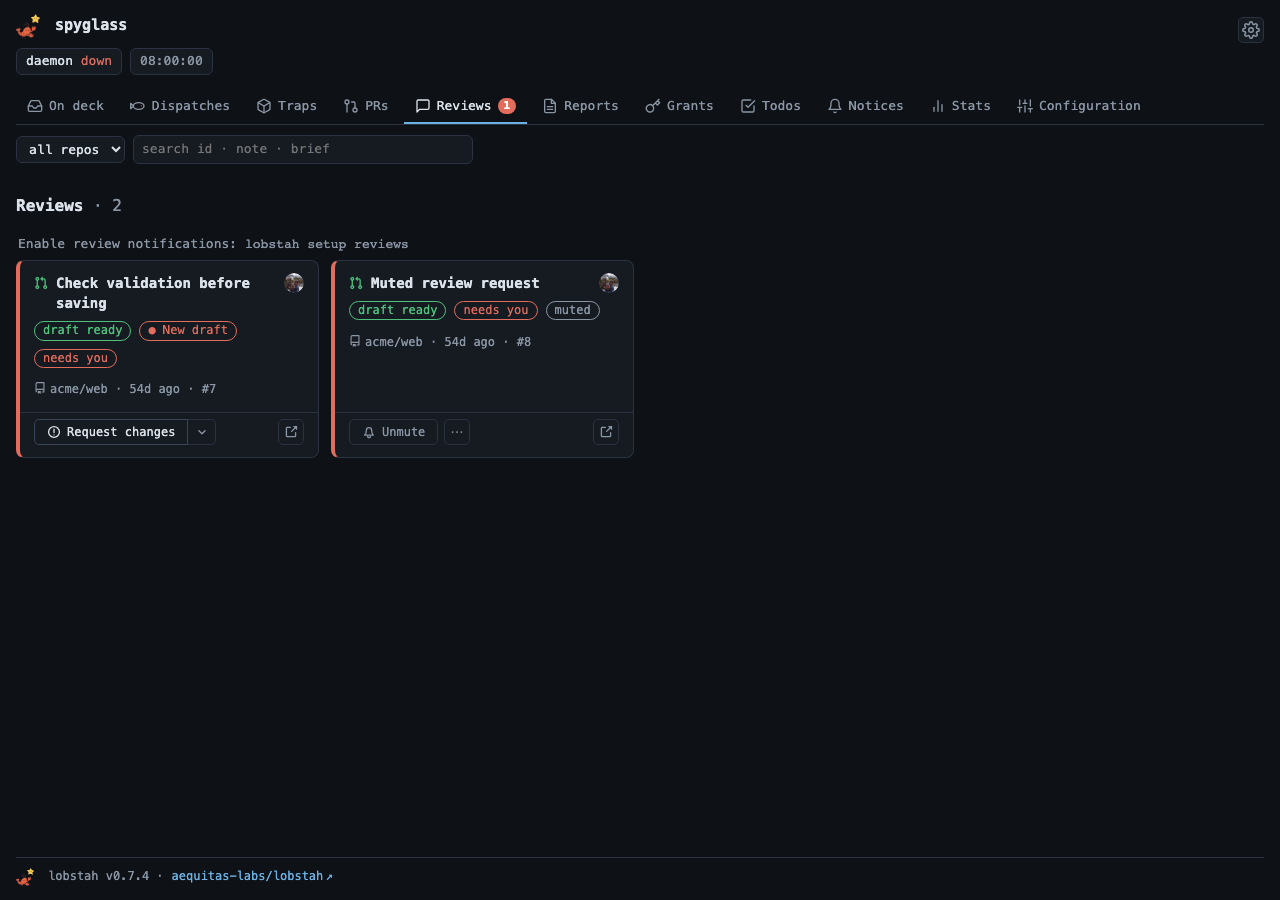 spyglass
daemon down 08:00:00
On deck Dispatches Traps PRs Reviews 1 Reports Grants Todos Notices Stats Configuration
all repos search id · note · brief
Reviews · 2
Enable review notifications: lobstah setup reviews
Check validation before
saving
draft ready New draft
needs you
acme/web · 54d ago · #7
Request changes
Muted review request
draft ready needs you muted
acme/web · 54d ago · #8
Unmute ···
lobstah v0.7.4 · aequitas-labs/lobstah↗